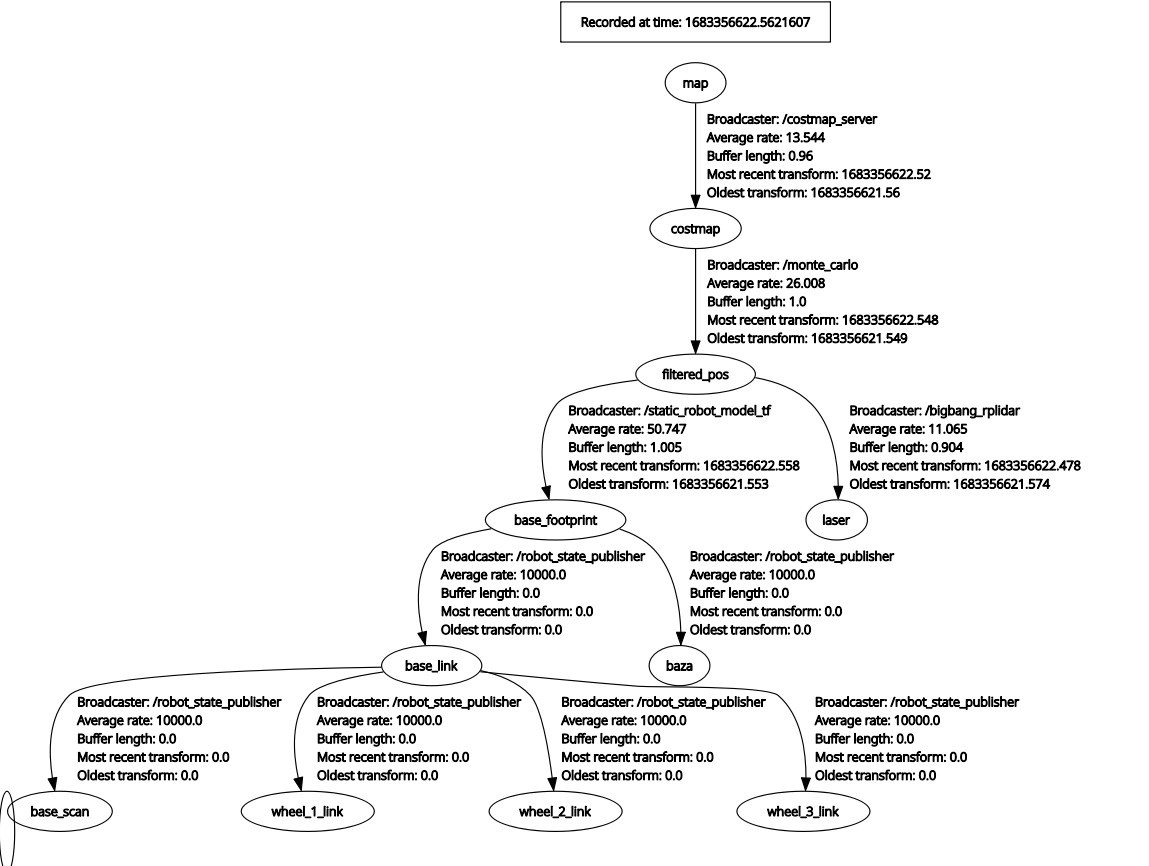 Recorded at time: 1683356622.5621607
map
Broadcaster: /costmap_server
Average rate: 13.544
Buffer length: 0.96
Most recent transform: 1683356622.52
Oldest transform: 1683356621.56
costmap
Broadcaster: /monte_carlo
Average rate: 26.008
Buffer length: 1.0
Most recent transform: 1683356622.548
Oldest transform: 1683356621.549
filtered_pos
Broadcaster: /static_robot_model_tf
Average rate: 50.747
Buffer length: 1.005
Most recent transform: 1683356622.558
Oldest transform: 1683356621.553
Broadcaster: /bigbang_rplidar
Average rate: 11.065
Buffer length: 0.904
Most recent transform: 1683356622.478
Oldest transform: 1683356621.574
base_footprint
laser
Broadcaster: /robot_state_publisher
Average rate: 10000.0
Buffer length: 0.0
Most recent transform: 0.0
Oldest transform: 0.0
Broadcaster: /robot_state_publisher
Average rate: 10000.0
Buffer length: 0.0
Most recent transform: 0.0
Oldest transform: 0.0
base_link
baza
Broadcaster: /robot_state_publisher
Average rate: 10000.0
Buffer length: 0.0
Most recent transform: 0.0
Oldest transform: 0.0
Broadcaster: /robot_state_publisher
Average rate: 10000.0
Buffer length: 0.0
Most recent transform: 0.0
Oldest transform: 0.0
Broadcaster: /robot_state_publisher
Average rate: 10000.0
Buffer length: 0.0
Most recent transform: 0.0
Oldest transform: 0.0
Broadcaster: /robot_state_publisher
Average rate: 10000.0
Buffer length: 0.0
Most recent transform: 0.0
Oldest transform: 0.0
base_scan
wheel_1_link
wheel_2_link
wheel_3_link